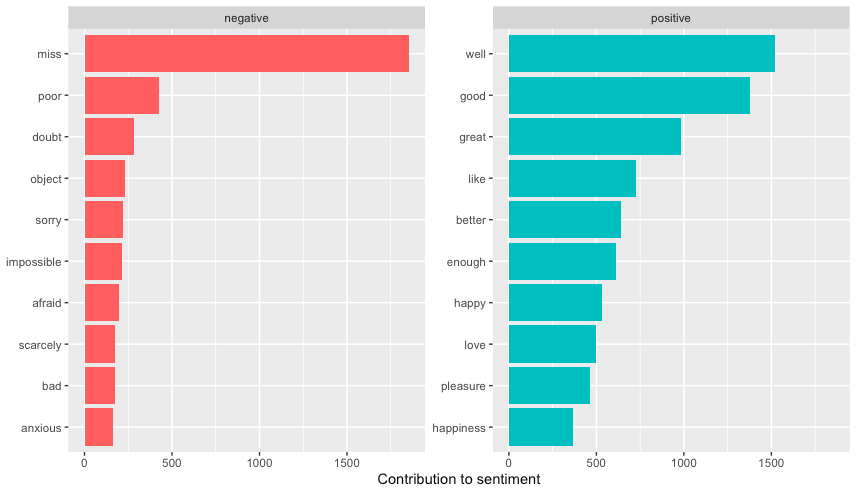 negative
miss
poor
doubt
object
sorry
impossible
afraid
scarcely
bad
anxious
0 500 1000 1500
positive
well
good
great
like
better
enough
happy
love
pleasure
happiness
0 500 1000 1500
Contribution to sentiment